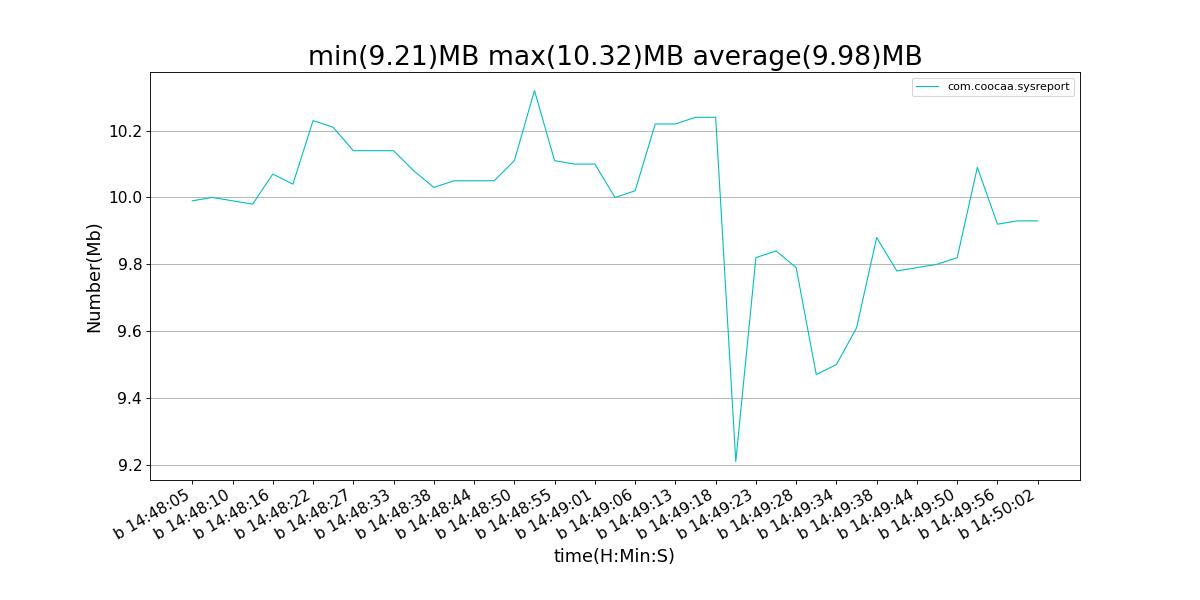 min(9.21)MB max(10.32)MB average(9.98)MB
com.coocaa.sysreport
10.2
10.0
9.8
9.6
9.4
9.2
Number(Mb)
b 14:48:05
b 14:48:10
b 14:48:16
b 14:48:22
b 14:48:27
b 14:48:33
b 14:48:38
b 14:48:44
b 14:48:50
b 14:48:55
b 14:49:01
b 14:49:06
b 14:49:13
b 14:49:18
b 14:49:23
b 14:49:28
b 14:49:34
b 14:49:38
b 14:49:44
b 14:49:50
b 14:49:56
b 14:50:02
time(H:Min:S)